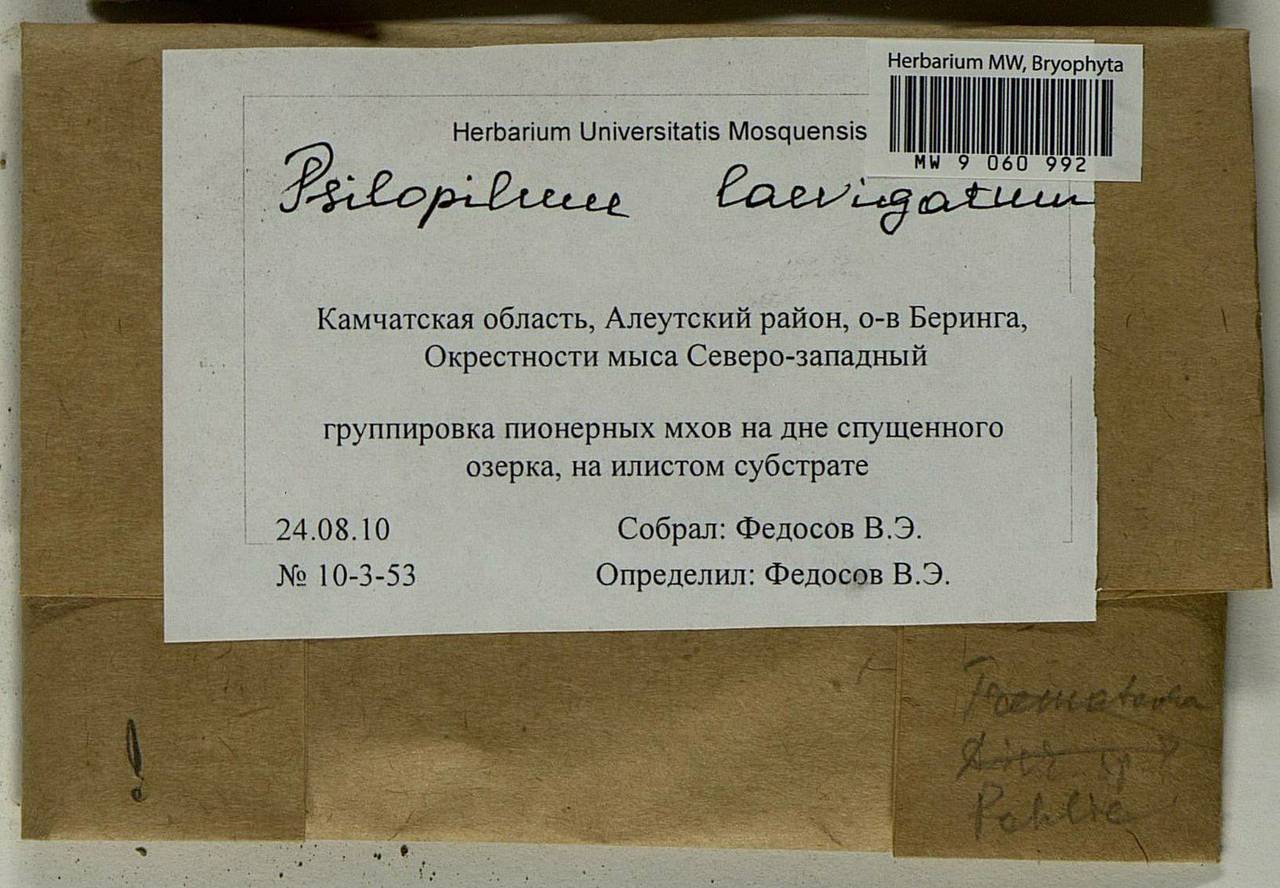 Herbarium MW, Bryophyta
MW 9 060 992
Herbarium Universitatis Mosquensis
Psilopilum laevigatum
Камчатская область, Алеутский район, о-в Беринга,
Окрестности мыса Северо-западный
группировка пионерных мхов на дне спущенного
озерка, на илистом субстрате
24.08.10
Собрал: Федосов В.Э.
№ 10-3-53
Определил: Федосов В.Э.
!
Pohlia